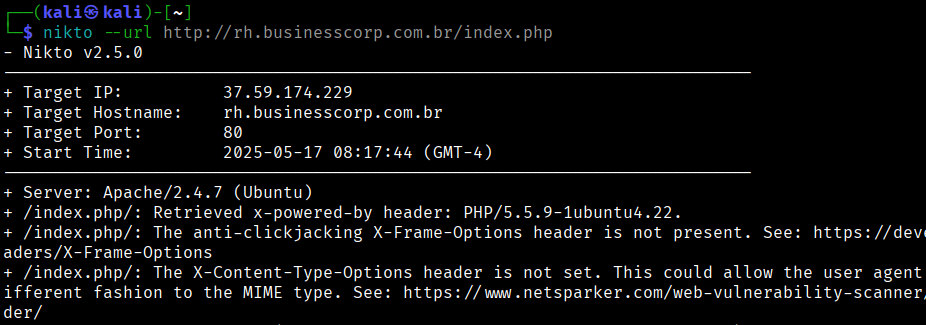 ┌──(kali㉿kali)-[~]
└─$ nikto --url http://rh.businesscorp.com.br/index.php
- Nikto v2.5.0
---------------------------------------------------------------------------
+ Target IP:          37.59.174.229
+ Target Hostname:    rh.businesscorp.com.br
+ Target Port:        80
+ Start Time:         2025-05-17 08:17:44 (GMT-4)
---------------------------------------------------------------------------
+ Server: Apache/2.4.7 (Ubuntu)
+ /index.php/: Retrieved x-powered-by header: PHP/5.5.9-1ubuntu4.22.
+ /index.php/: The anti-clickjacking X-Frame-Options header is not present. See: https://deve
aders/X-Frame-Options
+ /index.php/: The X-Content-Type-Options header is not set. This could allow the user agent
ifferent fashion to the MIME type. See: https://www.netsparker.com/web-vulnerability-scanner/
der/